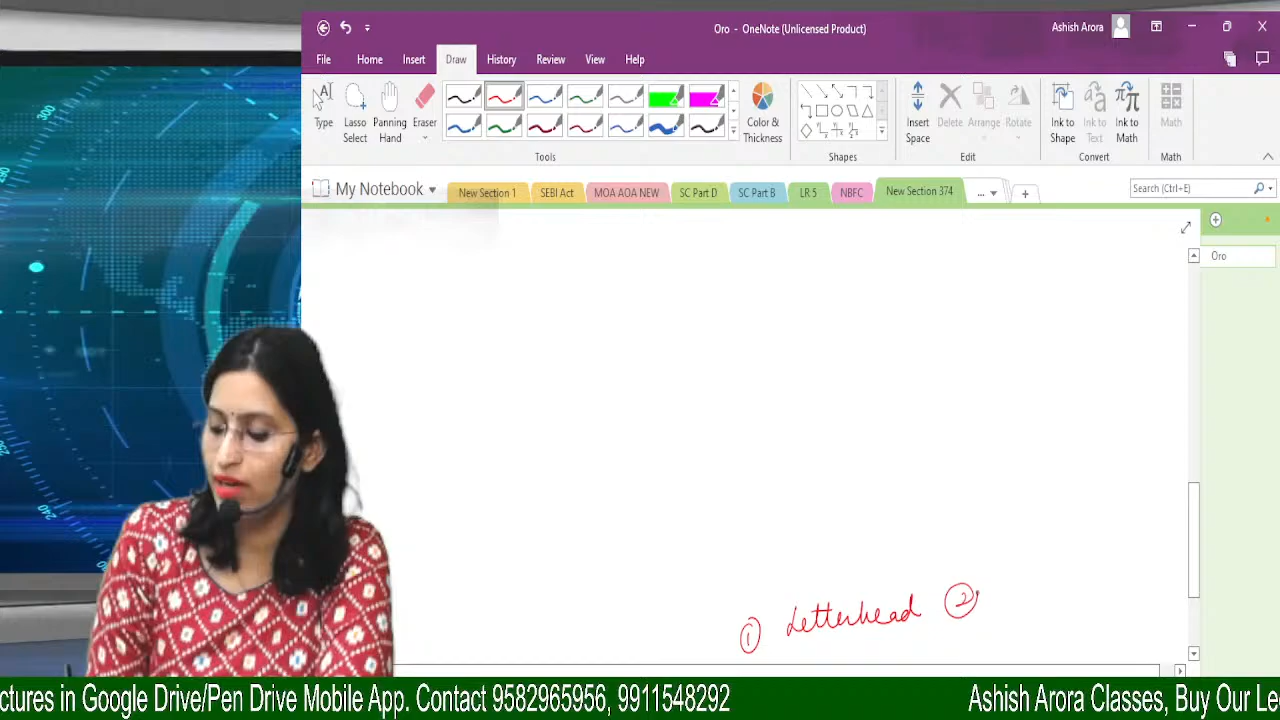 Oro - OneNote (Unlicensed Product)
Ashish Arora
File Home Insert Draw History Review View Help
Type
Lasso Select
Panning Hand
Eraser
Color & Thickness
Insert Space
Delete
Arrange
Rotate
Ink to Shape
Ink to Text
Ink to Math
Math
Tools
Shapes
Edit
Convert
Math
My Notebook
New Section 1
SEBI Act
MOA AOA NEW
SC Part D
SC Part B
LR 5
NBFC
New Section 374
...
Search (Ctrl+E)
Oro
300
240
① Letterhead ②
ctures in Google Drive/Pen Drive Mobile App. Contact 9582965956, 9911548292
Ashish Arora Classes, Buy Our Le